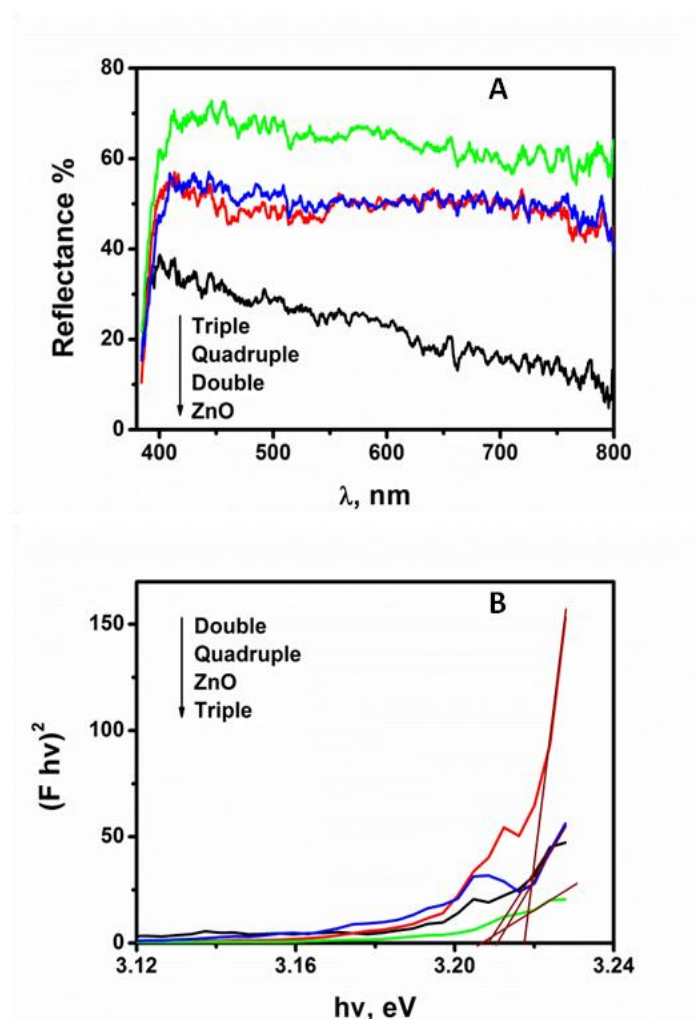 A
80
60
40
20
0
Reflectance %
Triple
Quadruple
Double
ZnO
400 500 600 700 800
λ, nm
B
150
100
50
0
(F hν)²
Double
Quadruple
ZnO
Triple
3.12 3.16 3.20 3.24
hν, eV